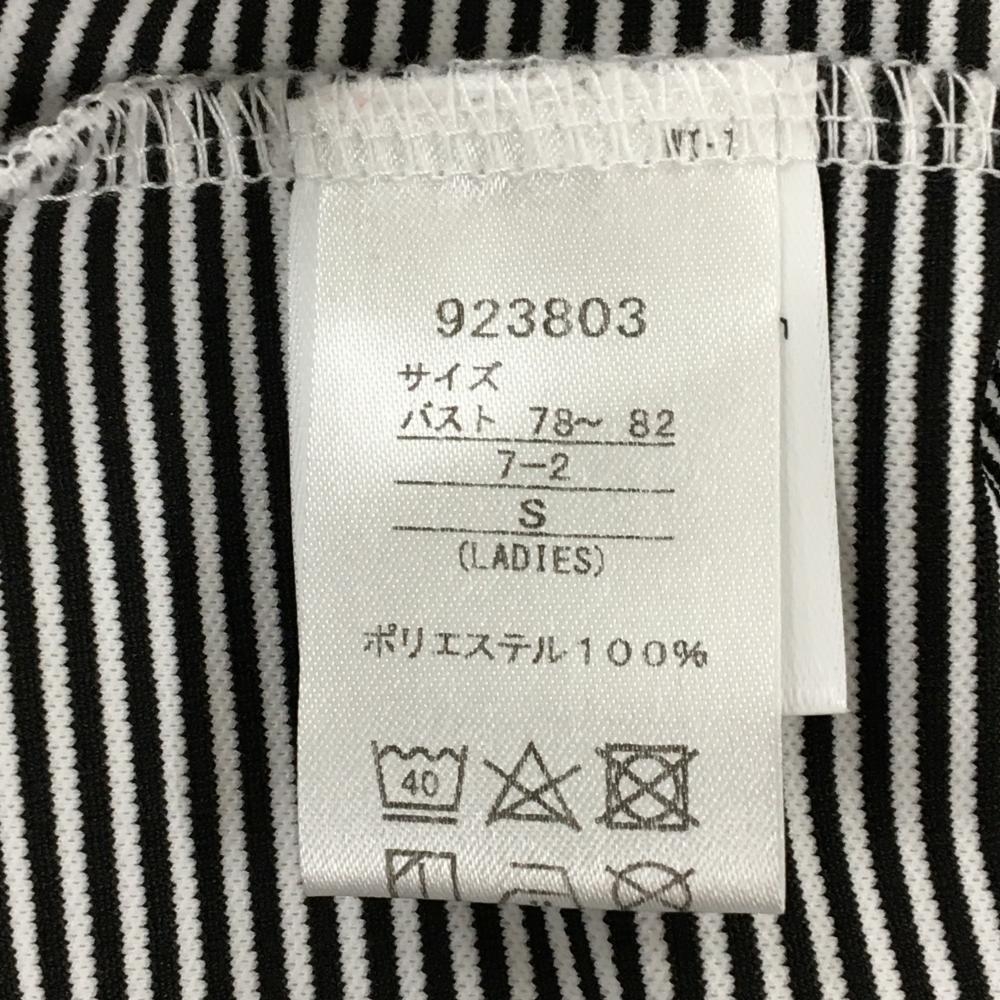 923803
サイズ
バスト 78～ 82
7-2
S
(LADIES)
ポリエステル100%
40